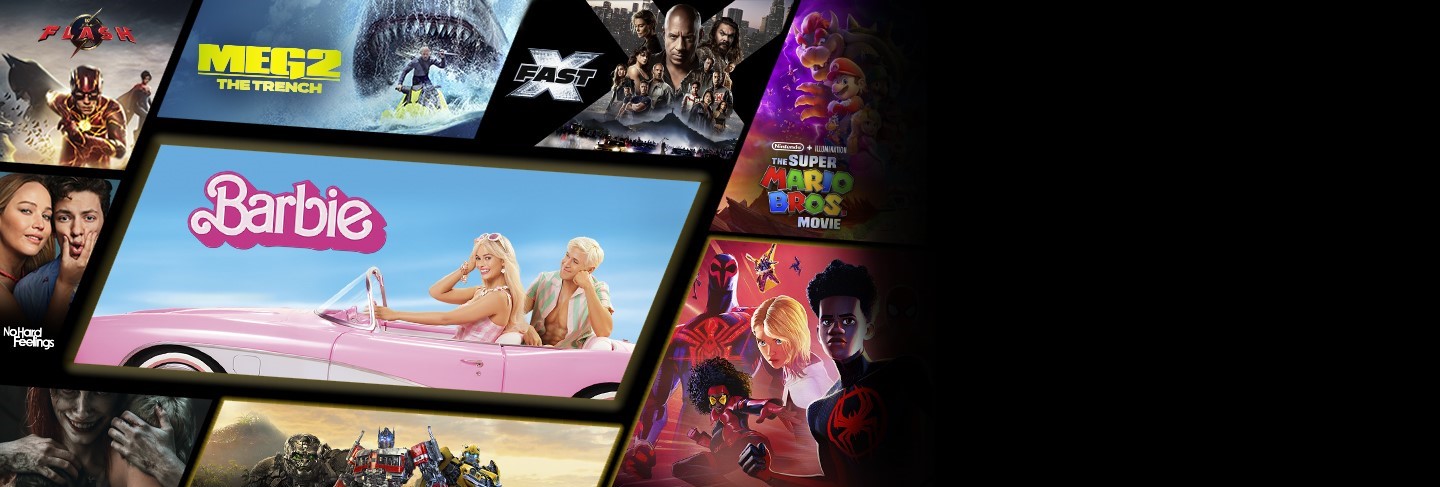 FLASH
MEG2
THE TRENCH
FAST
X
Nintendo + ILLUMINATION
THE SUPER
MARIO
BROS.
MOVIE
Barbie
No Hard
Feelings